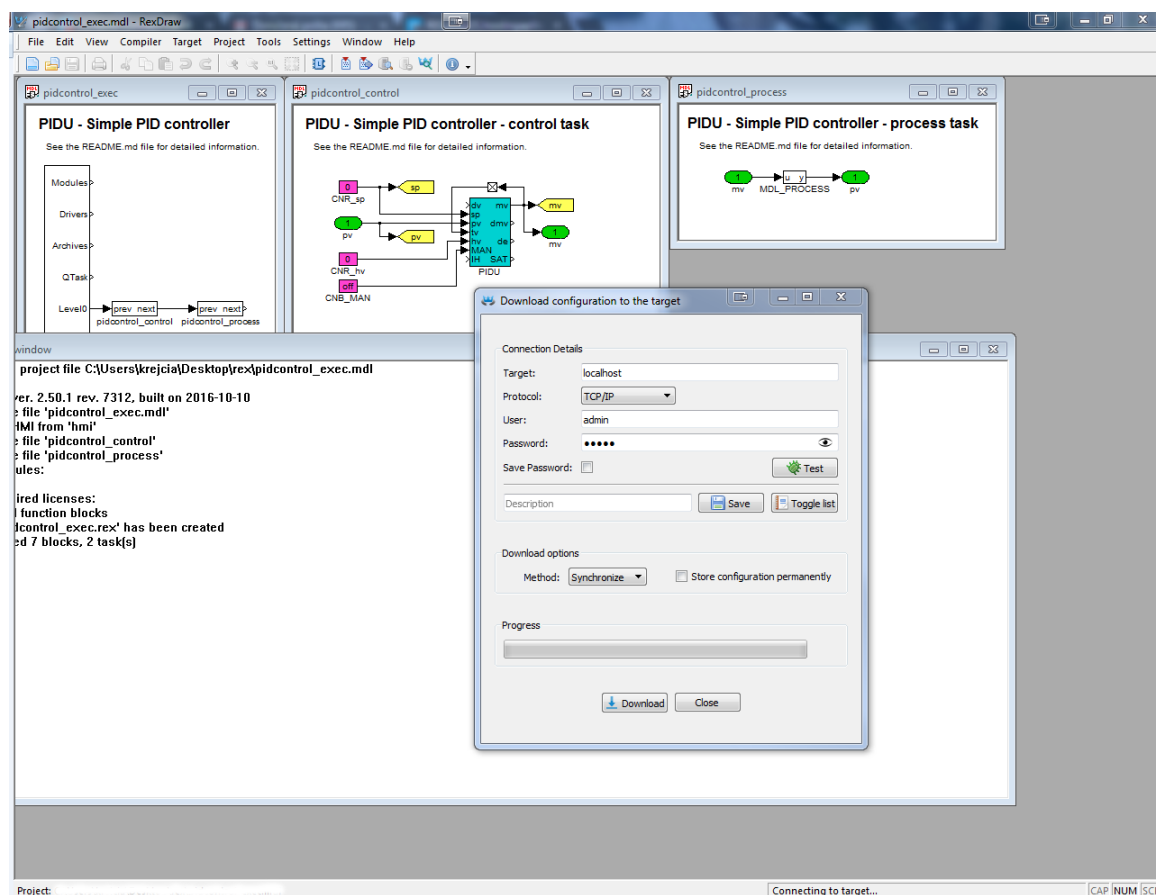 pidcontrol_exec.mdl - RexDraw
File Edit View Compiler Target Project Tools Settings Window Help
pidcontrol_exec
PIDU - Simple PID controller
See the README.md file for detailed information.
Modules
Drivers
Archives
QTask
Level0
prev next
prev next
pidcontrol_control pidcontrol_process
pidcontrol_control
PIDU - Simple PID controller - control task
See the README.md file for detailed information.
0
CNR_sp
sp
1
pv
pv
0
CNR_hv
off
CNB_MAN
dv mv
sp
pv dmv
tv
hv de
MAN
IH SAT
PIDU
mv
1
mv
pidcontrol_process
PIDU - Simple PID controller - process task
See the README.md file for detailed information.
1
mv
u y
MDL_PROCESS
1
pv
window
project file C:\Users\krejcia\Desktop\rex\pidcontrol_exec.mdl
ver. 2.50.1 rev. 7312, built on 2016-10-10
file 'pidcontrol_exec.mdl'
HMI from 'hmi'
file 'pidcontrol_control'
file 'pidcontrol_process'
ules:
ired licenses:
function blocks
dcontrol_exec.rex' has been created
ed 7 blocks, 2 task(s)
Download configuration to the target
Connection Details
Target: localhost
Protocol: TCP/IP
User: admin
Password: •••••
Save Password:
Test
Description
Save
Toggle list
Download options
Method: Synchronize
Store configuration permanently
Progress
Download
Close
Project:
Connecting to target...
CAP NUM SC